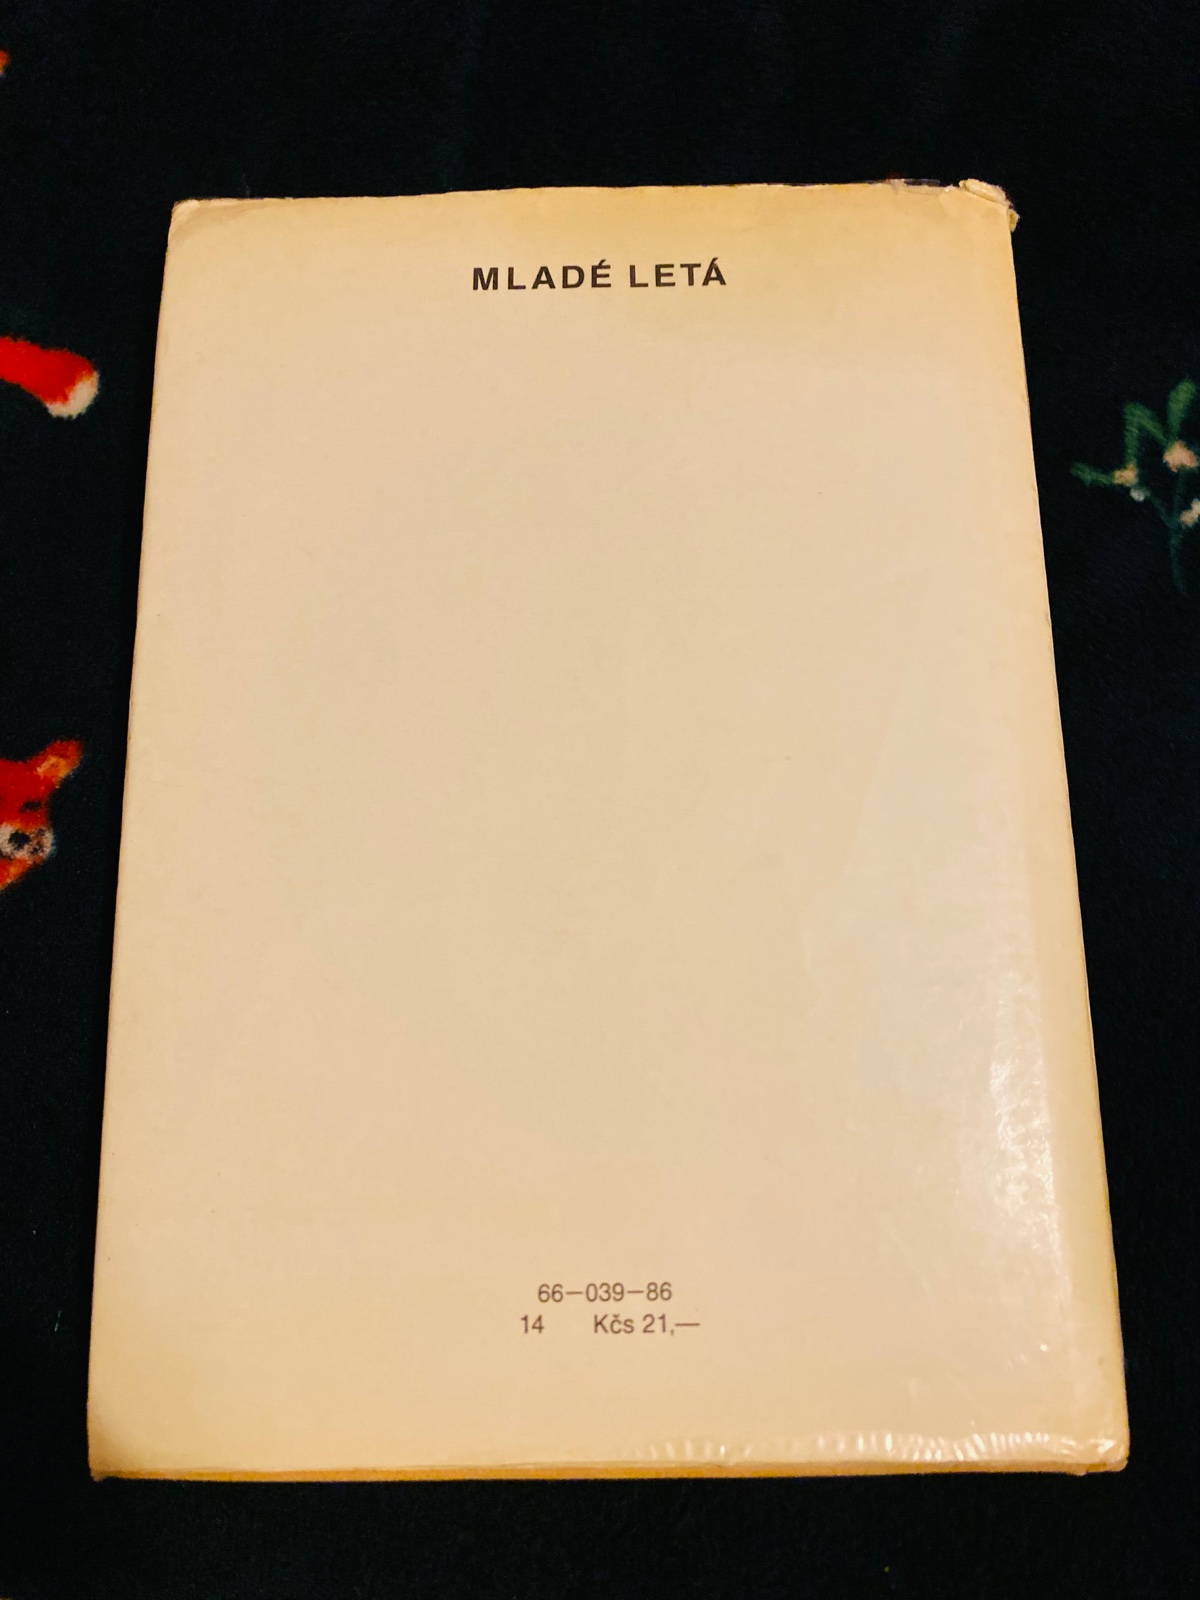 MLADÉ LETÁ
66—039—86
14 Kčs 21,—